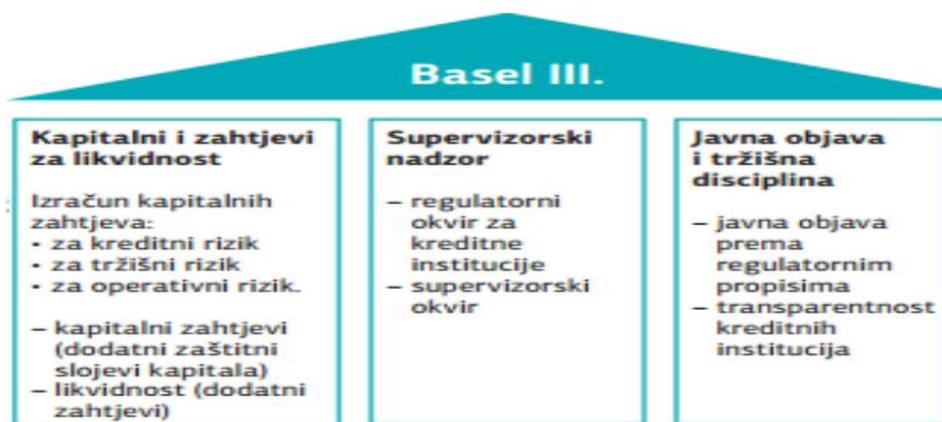 Basel III.
Kapitalni i zahtjevi
za likvidnost
Izračun kapitalnih
zahtjeva:
• za kreditni rizik
• za tržišni rizik
• za operativni rizik.
– kapitalni zahtjevi
(dodatni zaštitni
slojevi kapitala)
– likvidnost (dodatni
zahtjevi)
Supervizorski
nadzor
– regulatorni
okvir za
kreditne
institucije
– supervizorski
okvir
Javna objava
i tržišna
disciplina
– javna objava
prema
regulatornim
propisima
– transparentnost
kreditnih
institucija